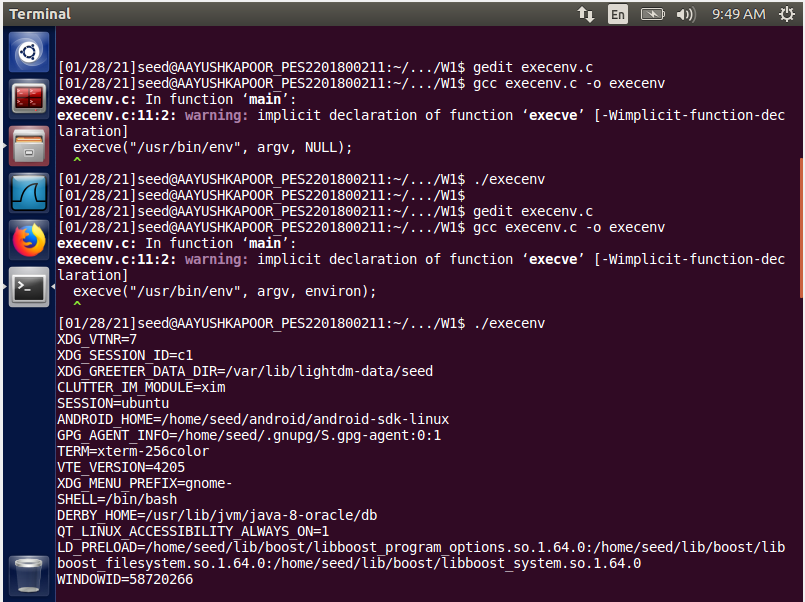 Terminal En 9:49 AM
[01/28/21]seed@AAYUSHKAPOOR_PES2201800211:~/.../W1$ gedit execenv.c
[01/28/21]seed@AAYUSHKAPOOR_PES2201800211:~/.../W1$ gcc execenv.c -o execenv
execenv.c: In function ‘main’:
execenv.c:11:2: warning: implicit declaration of function ‘execve’ [-Wimplicit-function-dec
laration]
  execve("/usr/bin/env", argv, NULL);
  ^
[01/28/21]seed@AAYUSHKAPOOR_PES2201800211:~/.../W1$ ./execenv
[01/28/21]seed@AAYUSHKAPOOR_PES2201800211:~/.../W1$
[01/28/21]seed@AAYUSHKAPOOR_PES2201800211:~/.../W1$ gedit execenv.c
[01/28/21]seed@AAYUSHKAPOOR_PES2201800211:~/.../W1$ gcc execenv.c -o execenv
execenv.c: In function ‘main’:
execenv.c:11:2: warning: implicit declaration of function ‘execve’ [-Wimplicit-function-dec
laration]
  execve("/usr/bin/env", argv, environ);
  ^
[01/28/21]seed@AAYUSHKAPOOR_PES2201800211:~/.../W1$ ./execenv
XDG_VTNR=7
XDG_SESSION_ID=c1
XDG_GREETER_DATA_DIR=/var/lib/lightdm-data/seed
CLUTTER_IM_MODULE=xim
SESSION=ubuntu
ANDROID_HOME=/home/seed/android/android-sdk-linux
GPG_AGENT_INFO=/home/seed/.gnupg/S.gpg-agent:0:1
TERM=xterm-256color
VTE_VERSION=4205
XDG_MENU_PREFIX=gnome-
SHELL=/bin/bash
DERBY_HOME=/usr/lib/jvm/java-8-oracle/db
QT_LINUX_ACCESSIBILITY_ALWAYS_ON=1
LD_PRELOAD=/home/seed/lib/boost/libboost_program_options.so.1.64.0:/home/seed/lib/boost/lib
boost_filesystem.so.1.64.0:/home/seed/lib/boost/libboost_system.so.1.64.0
WINDOWID=58720266